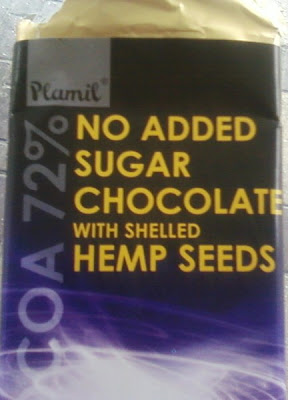 Plamil®
NO ADDED
SUGAR
CHOCOLATE
WITH SHELLED
HEMP SEEDS
COA 72%